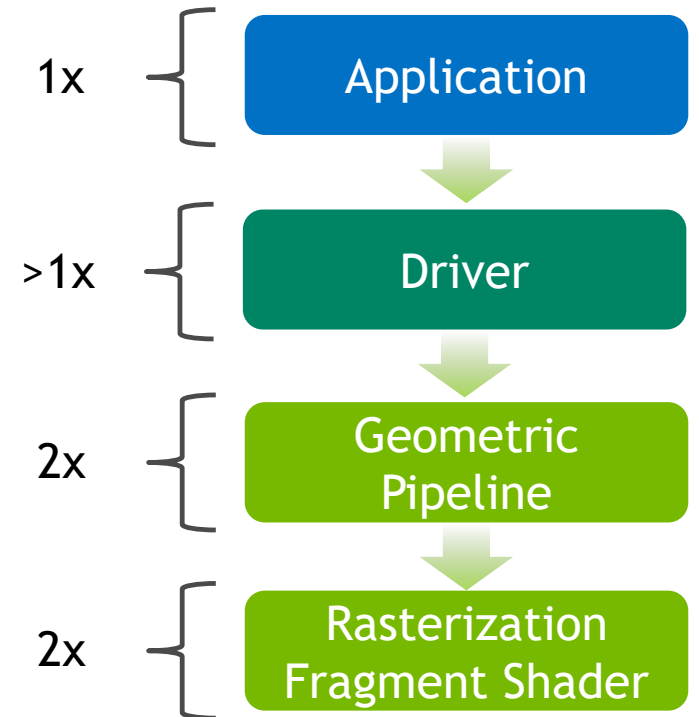 1x
Application
>1x
Driver
2x
Geometric
Pipeline
2x
Rasterization
Fragment Shader